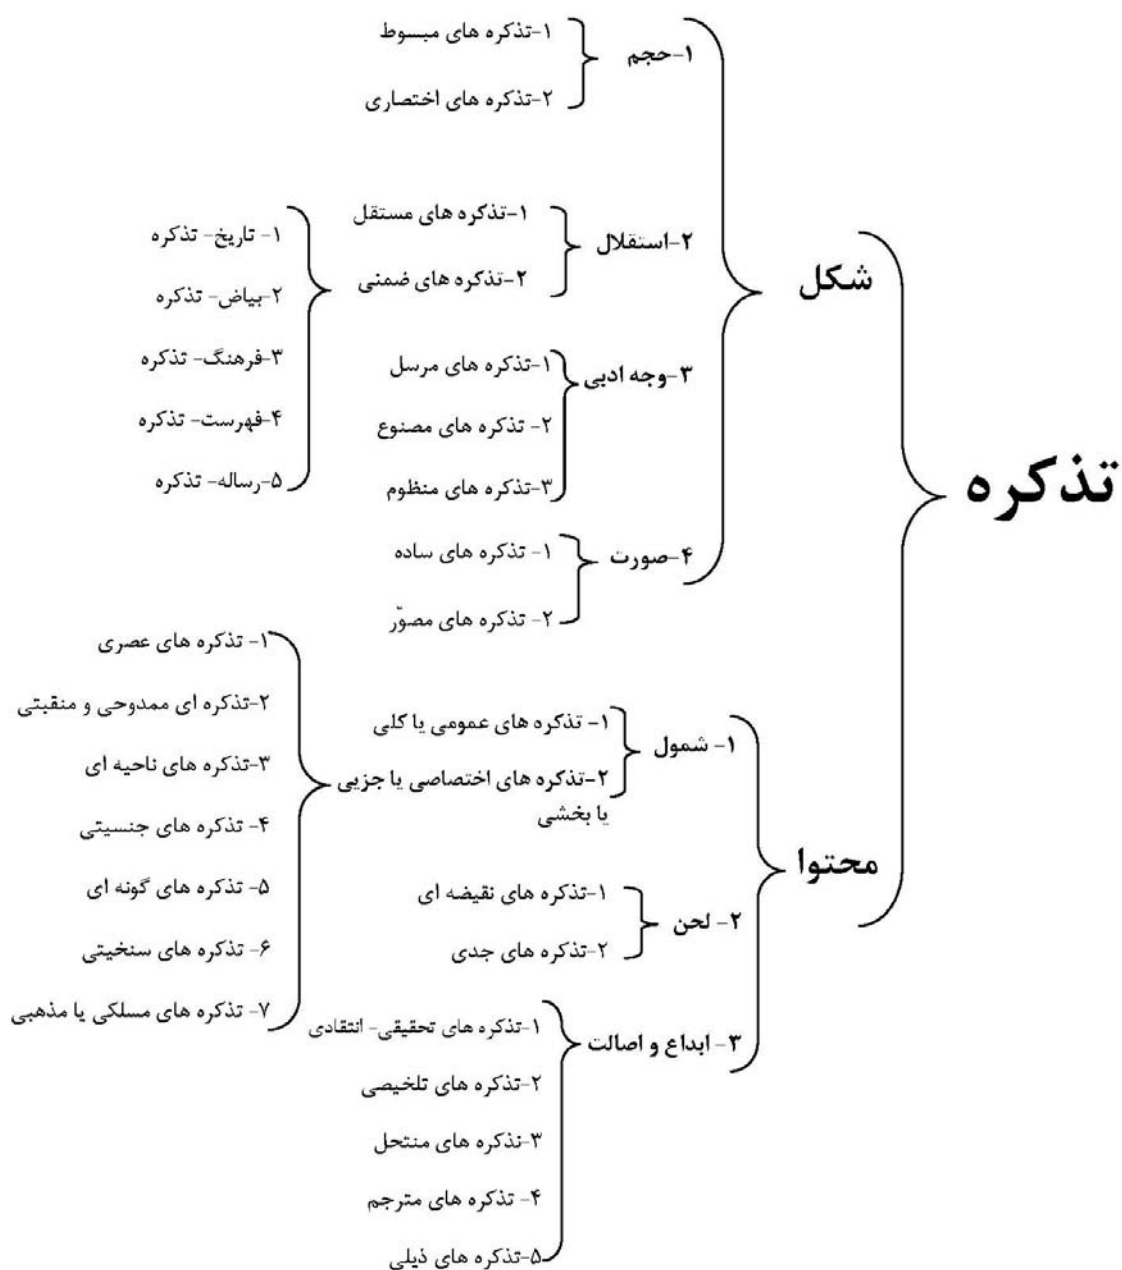 تذکره
شکل
۱-حجم
۱-تذکره های مبسوط
۲-تذکره های اختصاری
۲-استقلال
۱-تذکره های مستقل
۲-تذکره های ضمنی
۱- تاریخ- تذکره
۲-بیاض- تذکره
۳-فرهنگ- تذکره
۴-فهرست- تذکره
۵-رساله- تذکره
۳-وجه ادبی
۱-تذکره های مرسل
۲- تذکره های مصنوع
۳-تذکره های منظوم
۴-صورت
۱- تذکره های ساده
۲- تذکره های مصوّر
محتوا
۱- شمول
۱- تذکره های عمومی یا کلی
۲-تذکره های اختصاصی یا جزیی
یا بخشی
۱- تذکره های عصری
۲-تذکره ای ممدوحی و منقبتی
۳-تذکره های ناحیه ای
۴- تذکره های جنسیتی
۵- تذکره های گونه ای
۶- تذکره های سنخیتی
۷- تذکره های مسلکی یا مذهبی
۲- لحن
۱-تذکره های نقیضه ای
۲-تذکره های جدی
۳- ابداع و اصالت
۱-تذکره های تحقیقی- انتقادی
۲-تذکره های تلخیصی
۳-تذکره های منتحل
۴- تذکره های مترجم
۵-تذکره های ذیلی